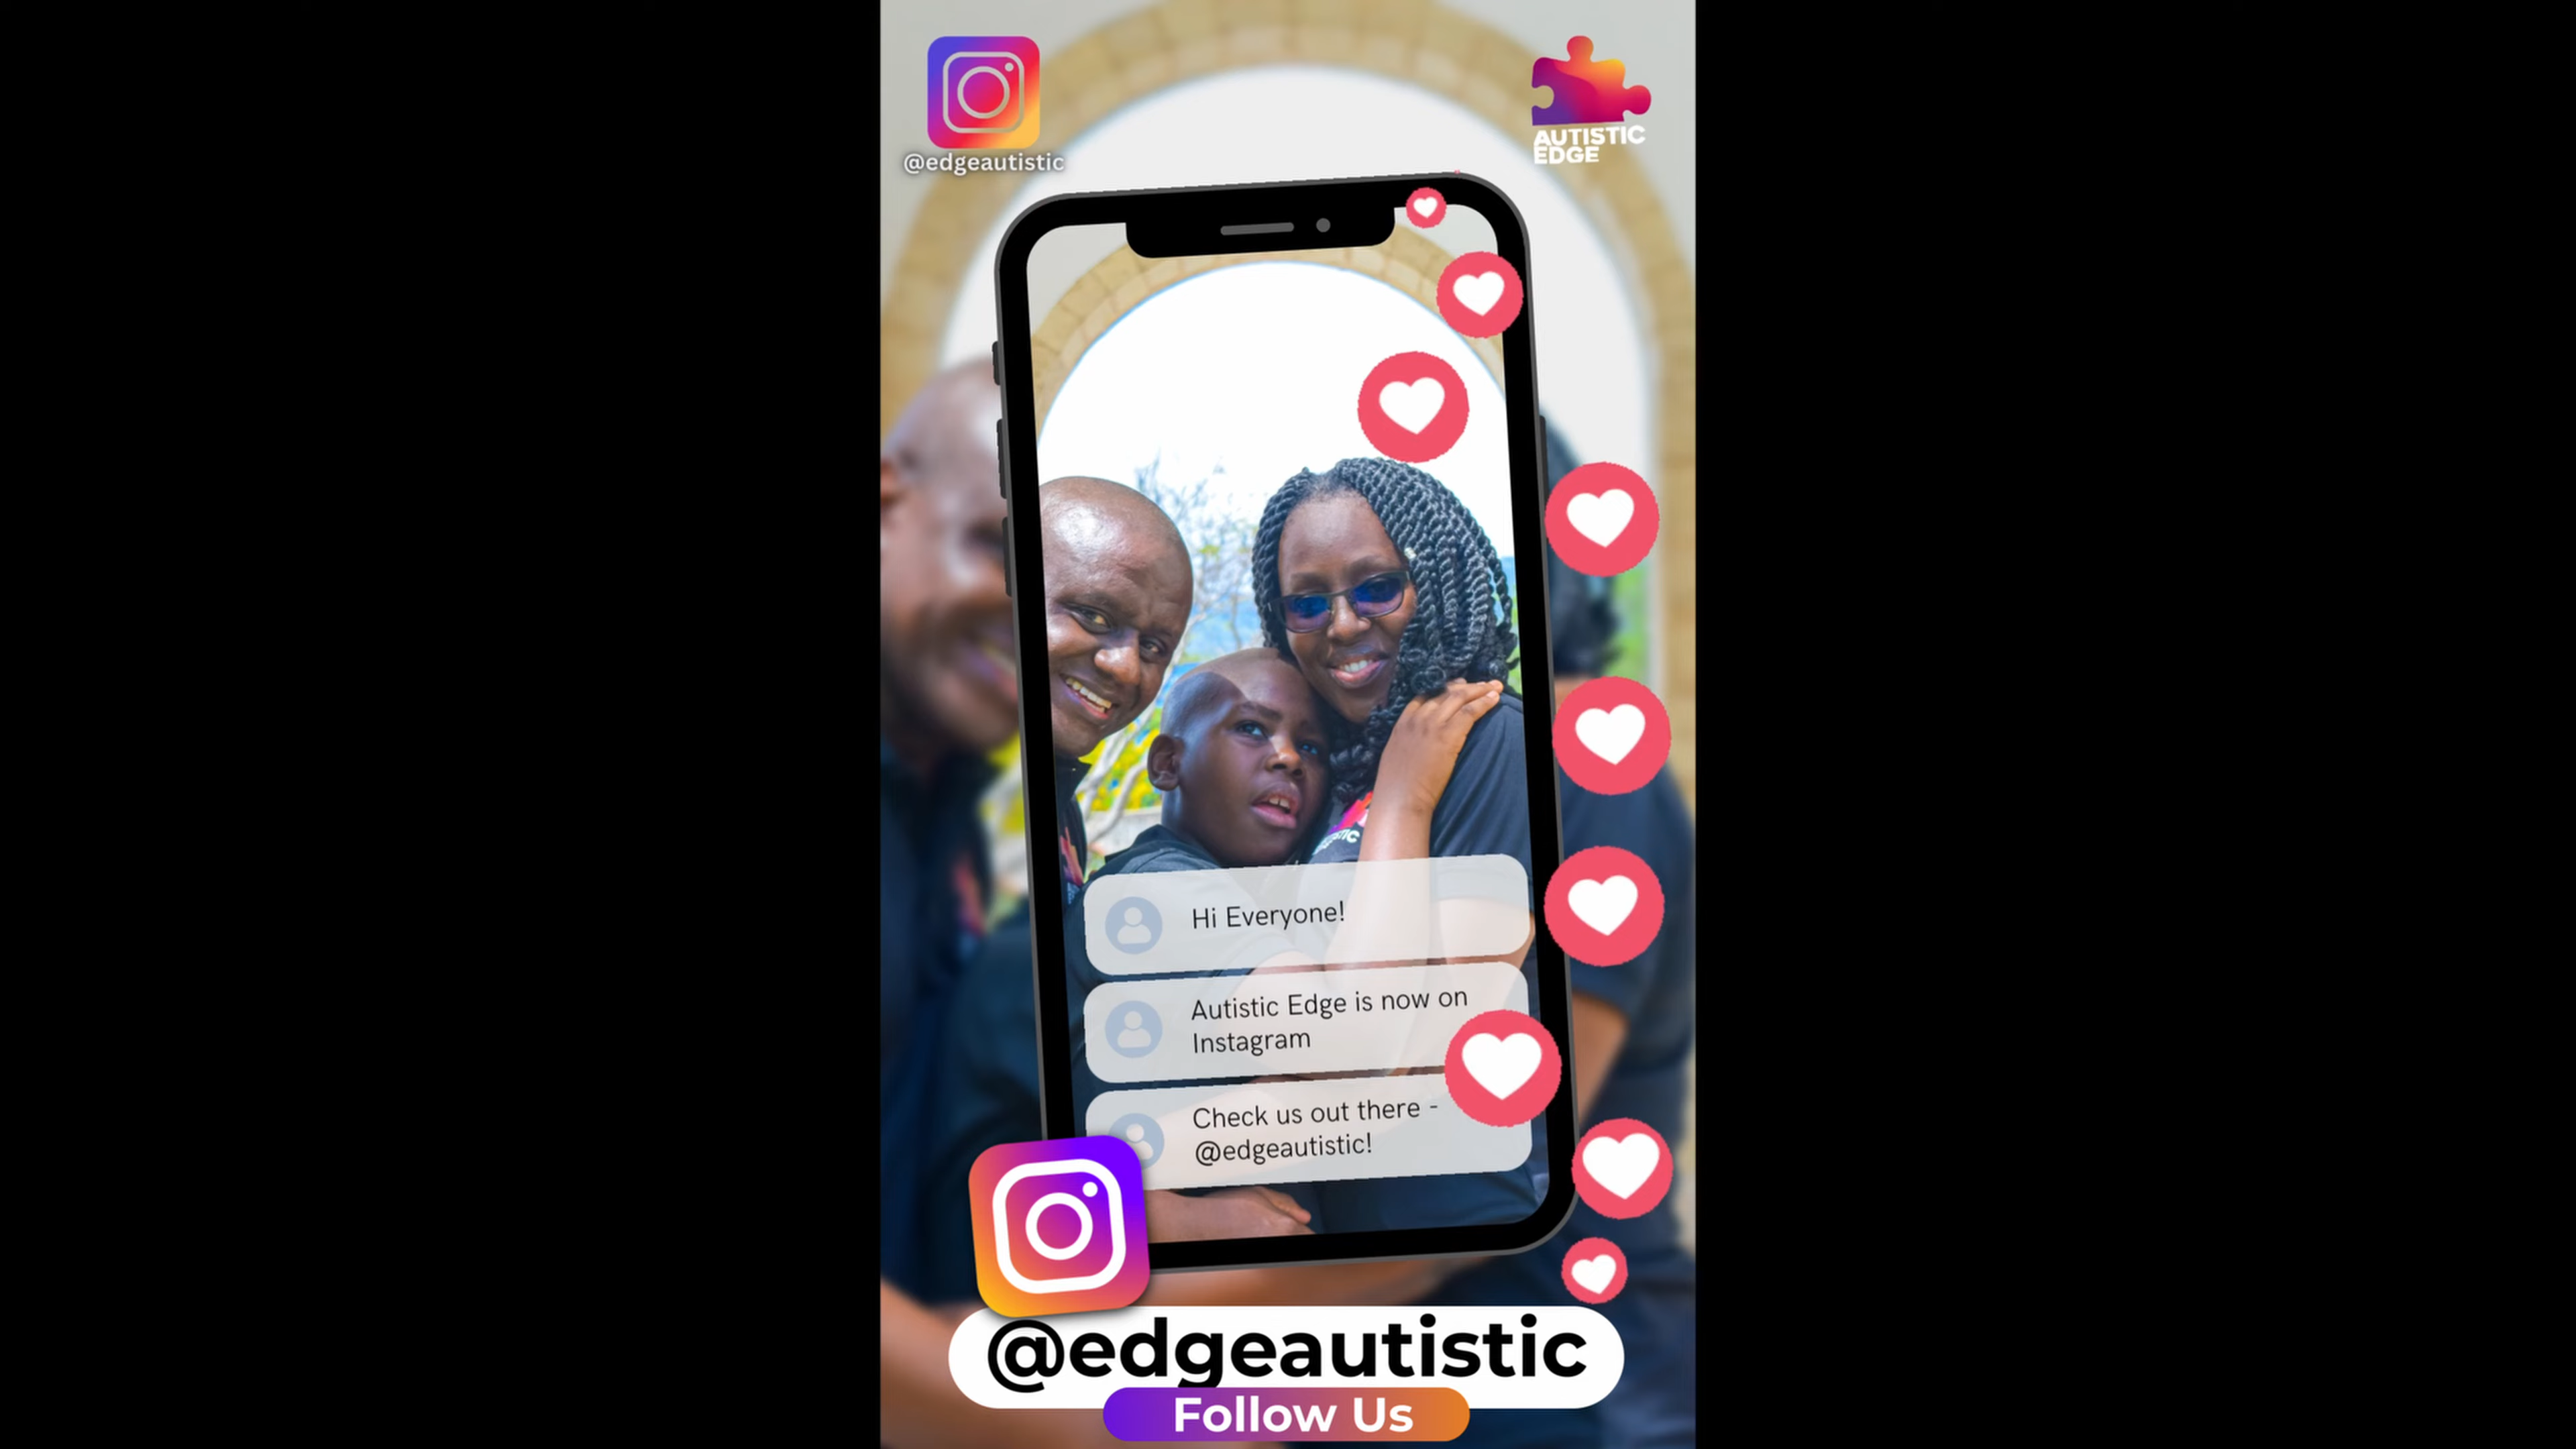 @edgeautistic
AUTISTIC
EDGE
Hi Everyone!
Autistic Edge is now on
Instagram
Check us out there -
@edgeautistic!
@edgeautistic
Follow Us